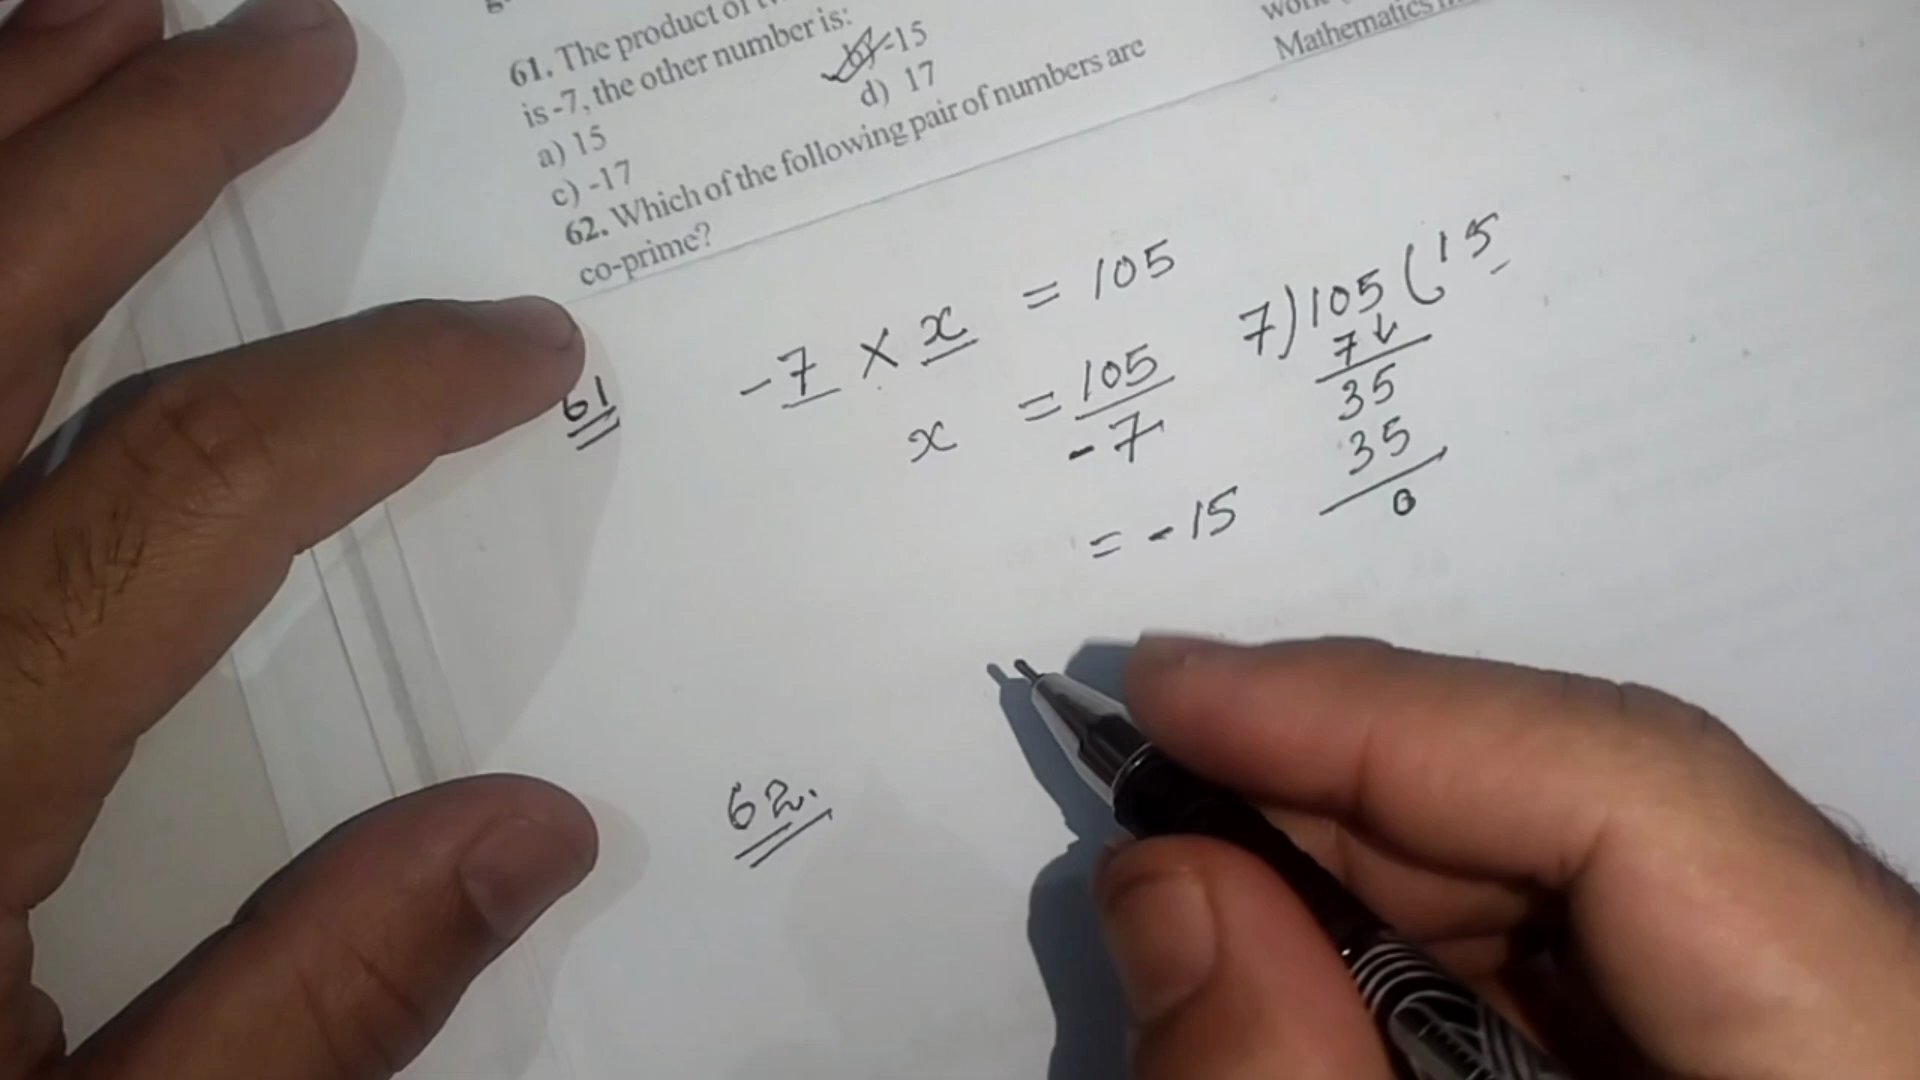 61. The product of
is -7, the other number is:
a) 15
b) -15
c) -17
d) 17
62. Which of the following pair of numbers are
co-prime?
Mathematics
61
-7 × x = 105
x = 105
-7
= -15
7)105(15
7↓
35
35
0
62.